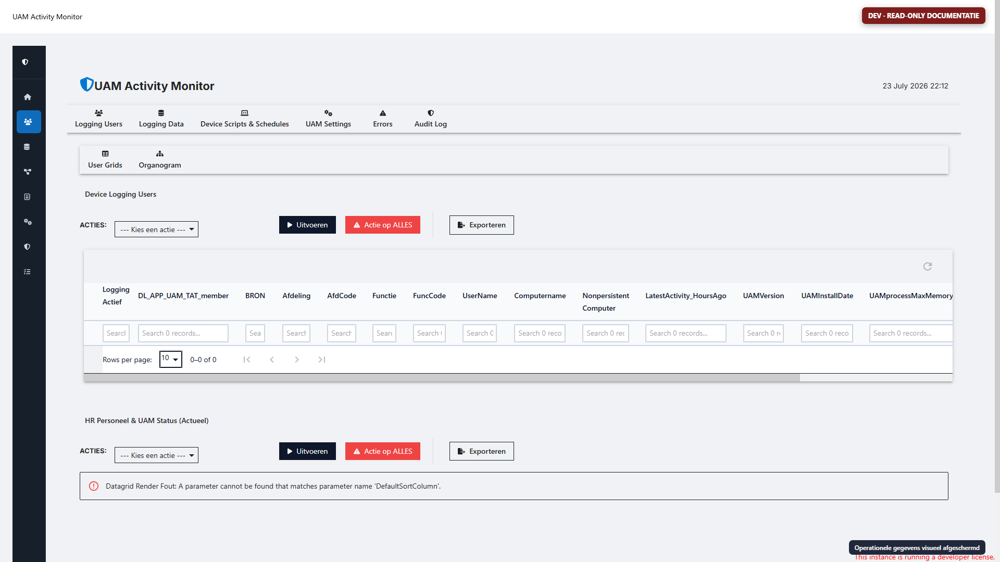 UAM Activity Monitor
DEV - READ-ONLY DOCUMENTATIE
UAM Activity Monitor
23 July 2026 22:12
Logging Users
Logging Data
Device Scripts & Schedules
UAM Settings
Errors
Audit Log
User Grids
Organogram
Device Logging Users
ACTIES:
--- Kies een actie ---
Uitvoeren
Actie op ALLES
Exporteren
Logging Actief
DL_APP_UAM_TAT_member
BRON
Afdeling
AfdCode
Functie
FuncCode
UserName
Computername
Nonpersistent Computer
LatestActivity_HoursAgo
UAMVersion
UAMInstallDate
UAMprocessMaxMemory
Search
Search 0 records...
Sea
Search
Search
Searc
Search
Search 0
Search 0 reco
Search 0 rec
Search 0 records...
Search 0 r
Search 0 reco
Search 0 records...
Rows per page:
10
0–0 of 0
HR Personeel & UAM Status (Actueel)
ACTIES:
--- Kies een actie ---
Uitvoeren
Actie op ALLES
Exporteren
Datagrid Render Fout: A parameter cannot be found that matches parameter name 'DefaultSortColumn'.
Operationele gegevens visueel afgeschermd
This instance is running a developer license.